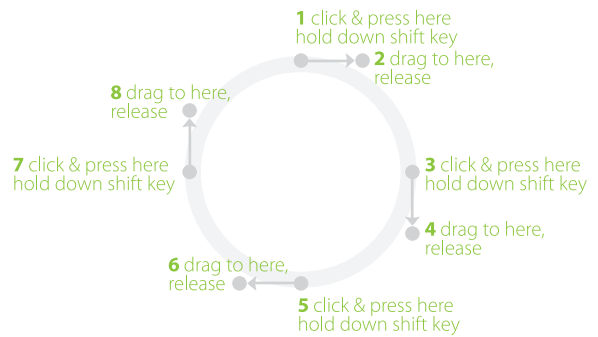 1 click & press here
hold down shift key
2 drag to here,
release
3 click & press here
hold down shift key
4 drag to here,
release
5 click & press here
hold down shift key
6 drag to here,
release
7 click & press here
hold down shift key
8 drag to here,
release